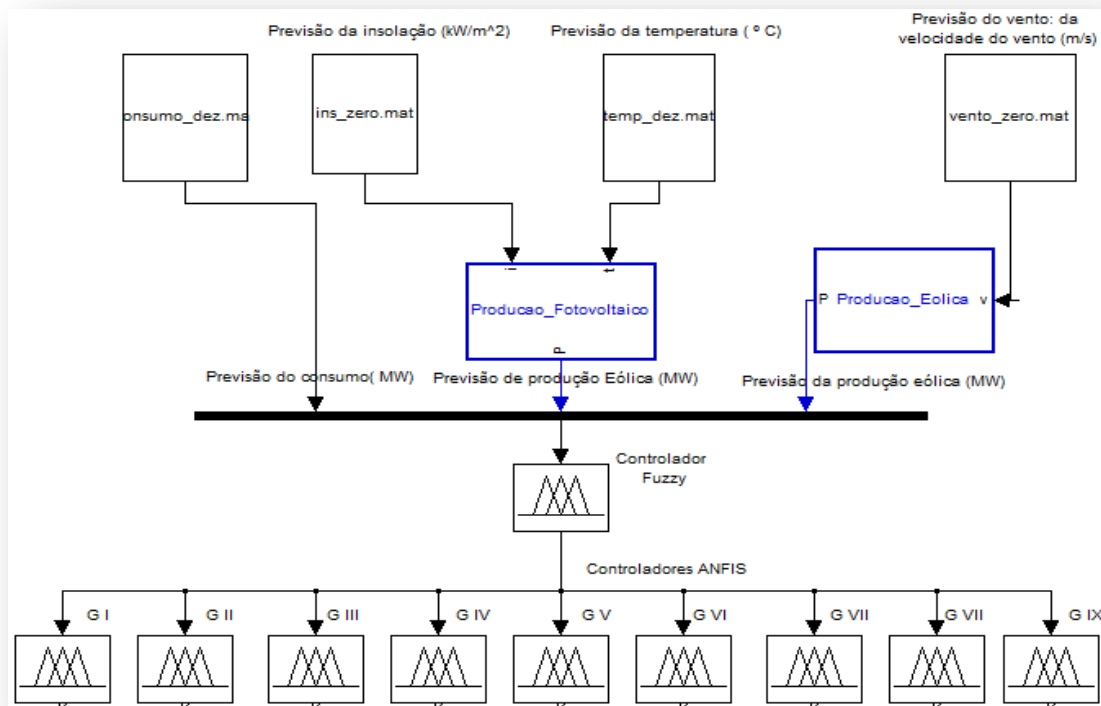 Previsão da insolação (kW/m^2)
Previsão da temperatura ( º C)
Previsão do vento: da
velocidade do vento (m/s)
onsumo_dez.ma
ins_zero.mat
temp_dez.mat
vento_zero.mat
i
t
Producao_Fotovoltaico
P
P Producao_Eolica v
Previsão do consumo( MW)
Previsão de produção Eólica (MW)
Previsão da produção eólica (MW)
Controlador
Fuzzy
Controladores ANFIS
G I
G II
G III
G IV
G V
G VI
G VII
G VII
G IX